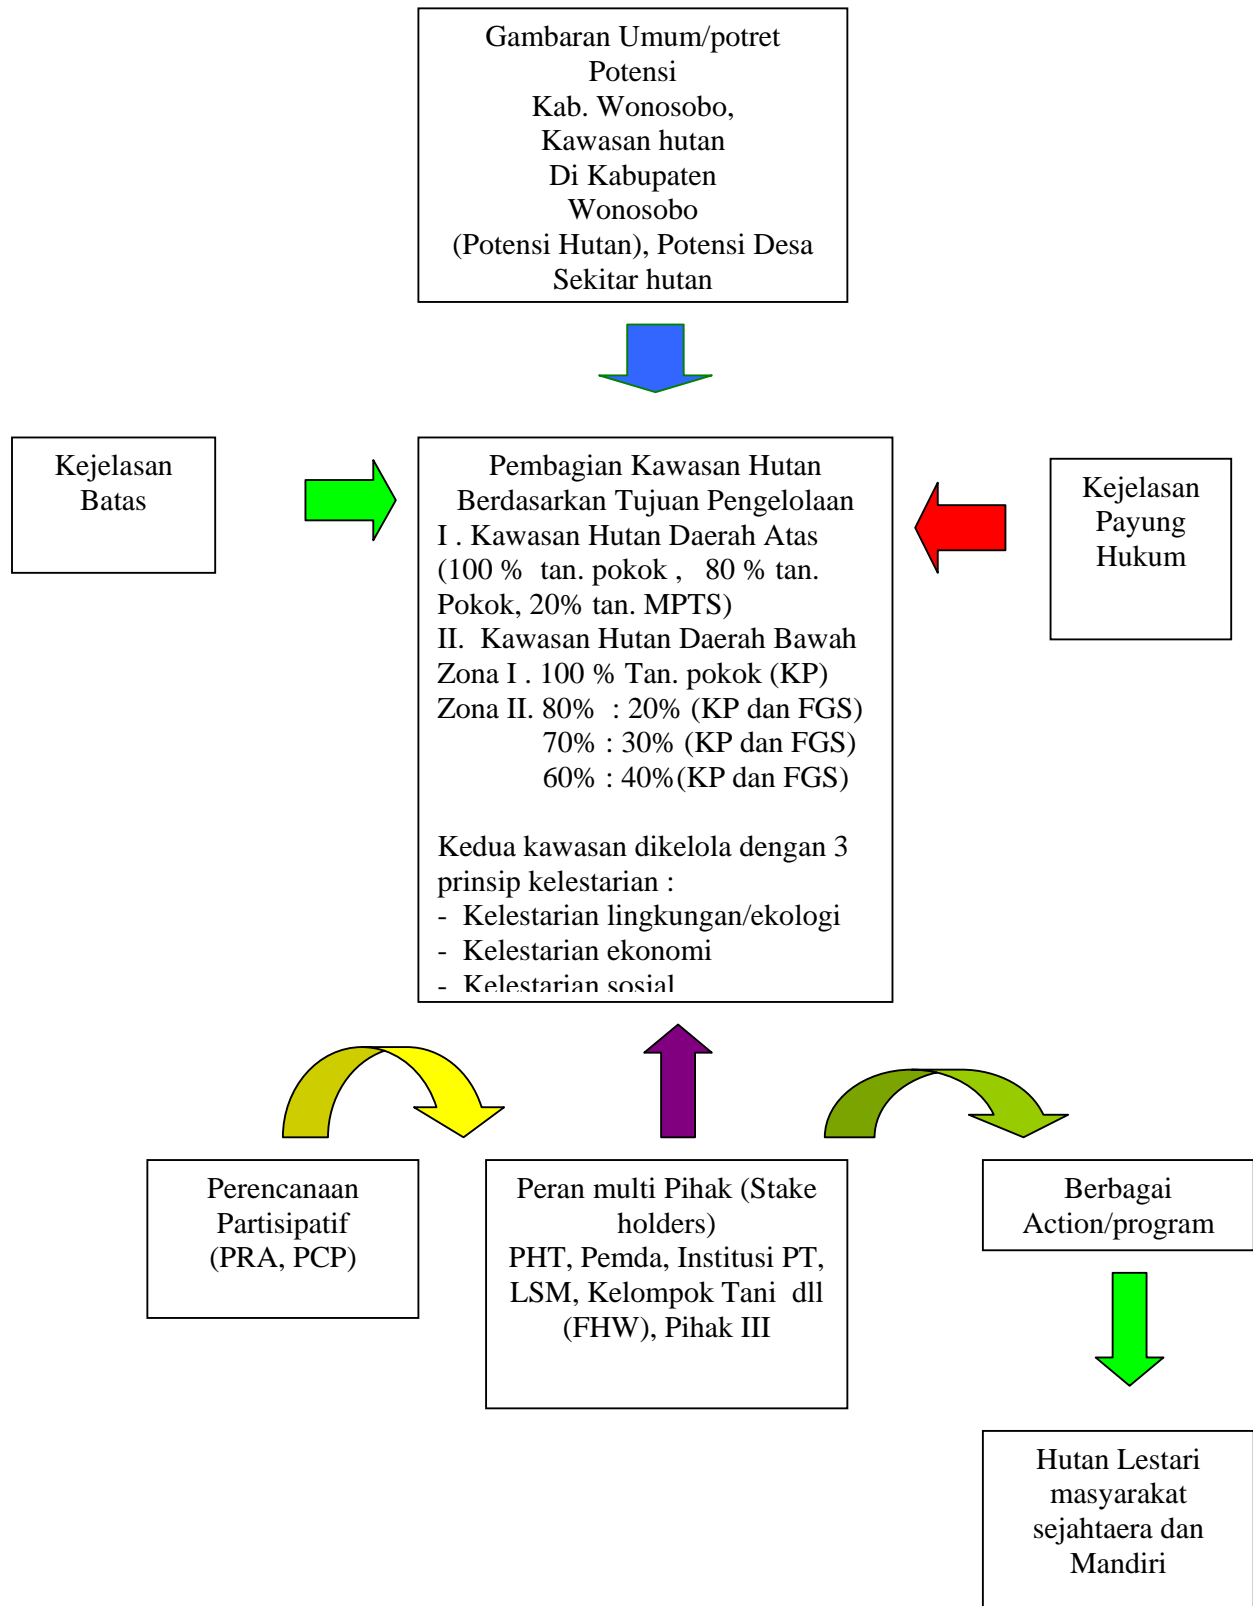 Gambaran Umum/potret
Potensi
Kab. Wonosobo,
Kawasan hutan
Di Kabupaten
Wonosobo
(Potensi Hutan), Potensi Desa
Sekitar hutan
Kejelasan
Batas
Pembagian Kawasan Hutan
Berdasarkan Tujuan Pengelolaan
I . Kawasan Hutan Daerah Atas
(100 % tan. pokok , 80 % tan.
Pokok, 20% tan. MPTS)
II. Kawasan Hutan Daerah Bawah
Zona I . 100 % Tan. pokok (KP)
Zona II. 80% : 20% (KP dan FGS)
70% : 30% (KP dan FGS)
60% : 40%(KP dan FGS)
Kedua kawasan dikelola dengan 3
prinsip kelestarian :
- Kelestarian lingkungan/ekologi
- Kelestarian ekonomi
- Kelestarian sosial
Kejelasan
Payung
Hukum
Perencanaan
Partisipatif
(PRA, PCP)
Peran multi Pihak (Stake
holders)
PHT, Pemda, Institusi PT,
LSM, Kelompok Tani dll
(FHW), Pihak III
Berbagai
Action/program
Hutan Lestari
masyarakat
sejahtaera dan
Mandiri